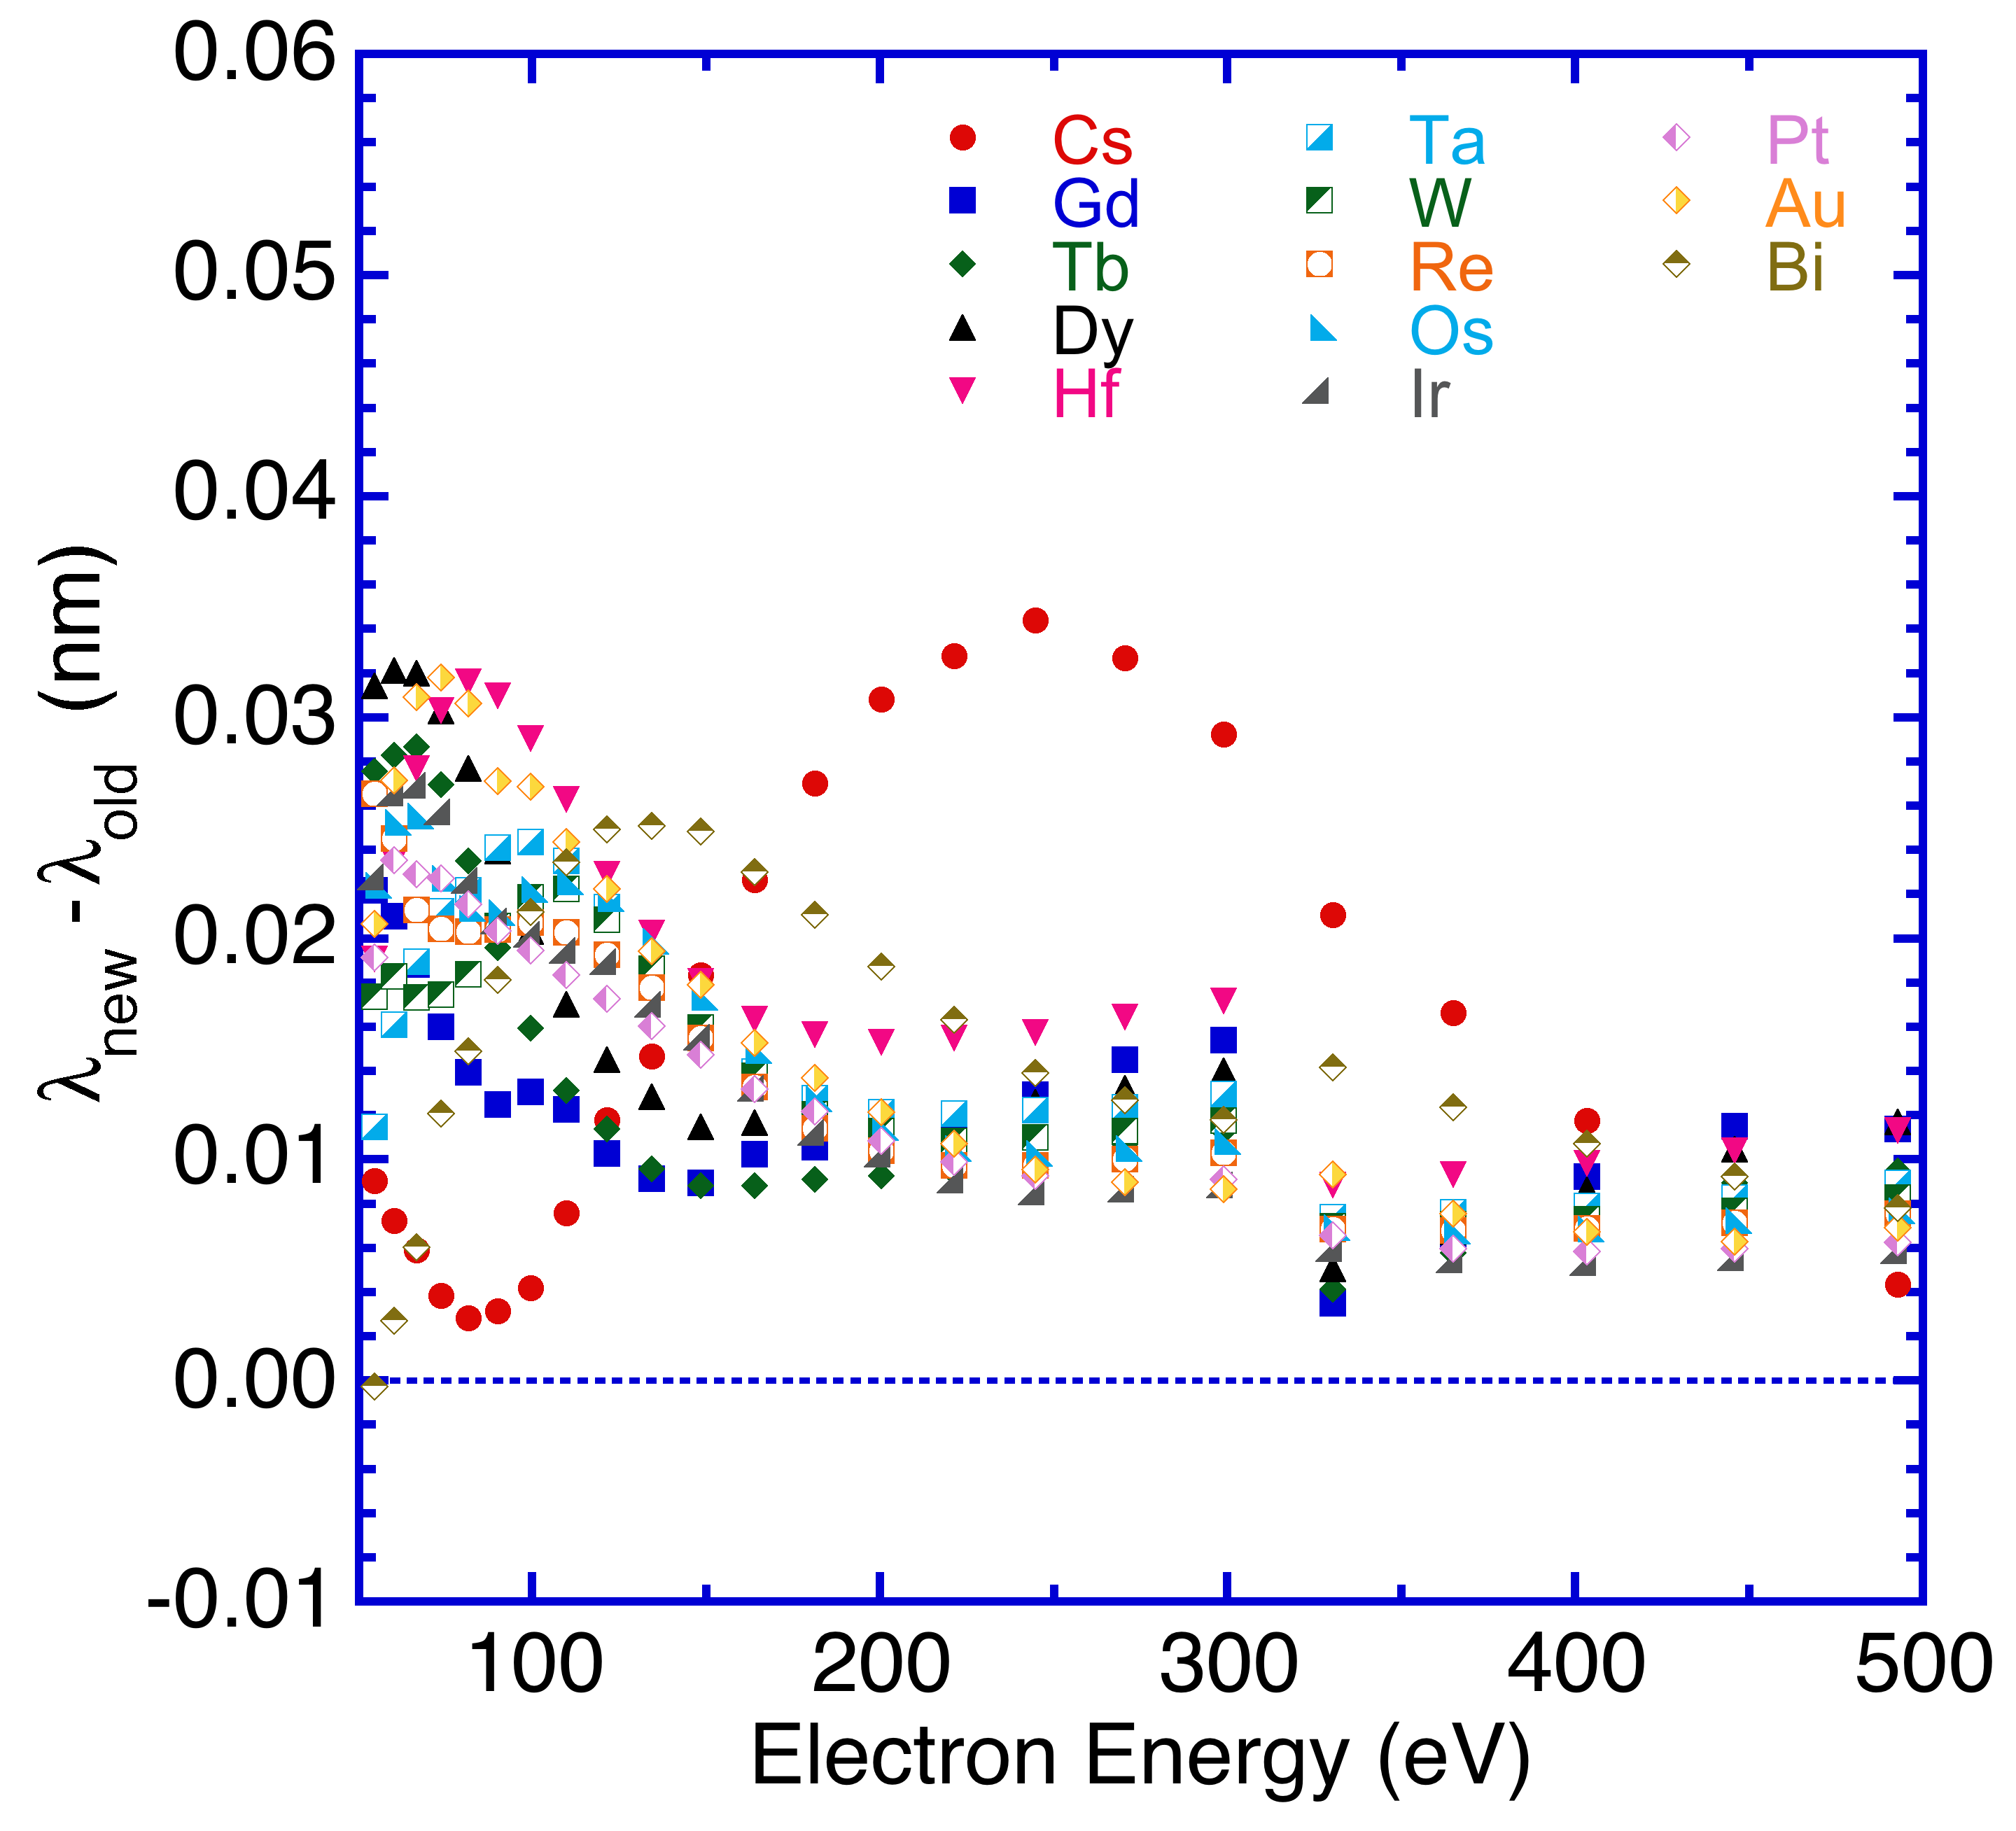 0.06
0.05
0.04
0.03
0.02
0.01
0.00
-0.01
λnew - λold (nm)
Cs
Gd
Tb
Dy
Hf
Ta
W
Re
Os
Ir
Pt
Au
Bi
100 200 300 400 500
Electron Energy (eV)